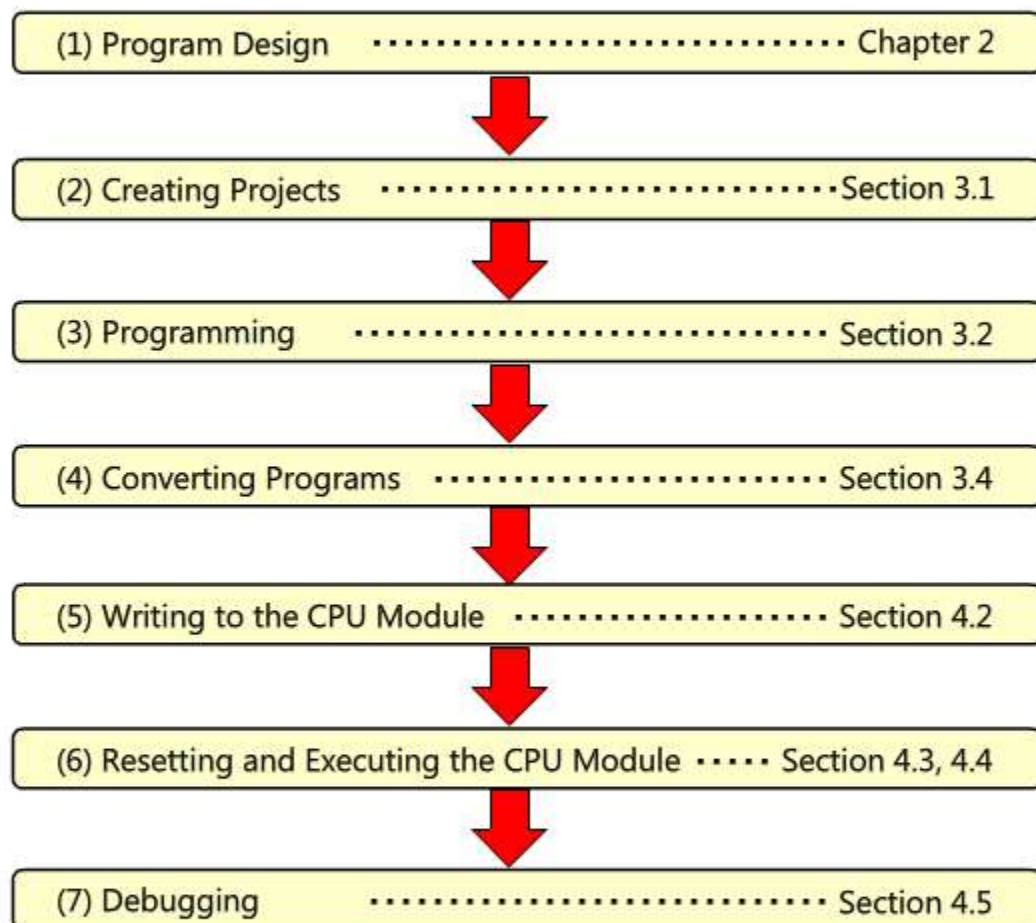 (1) Program Design ······································ Chapter 2
(2) Creating Projects ····································· Section 3.1
(3) Programming ······································ Section 3.2
(4) Converting Programs ································ Section 3.4
(5) Writing to the CPU Module ························· Section 4.2
(6) Resetting and Executing the CPU Module ······ Section 4.3, 4.4
(7) Debugging ····································· Section 4.5